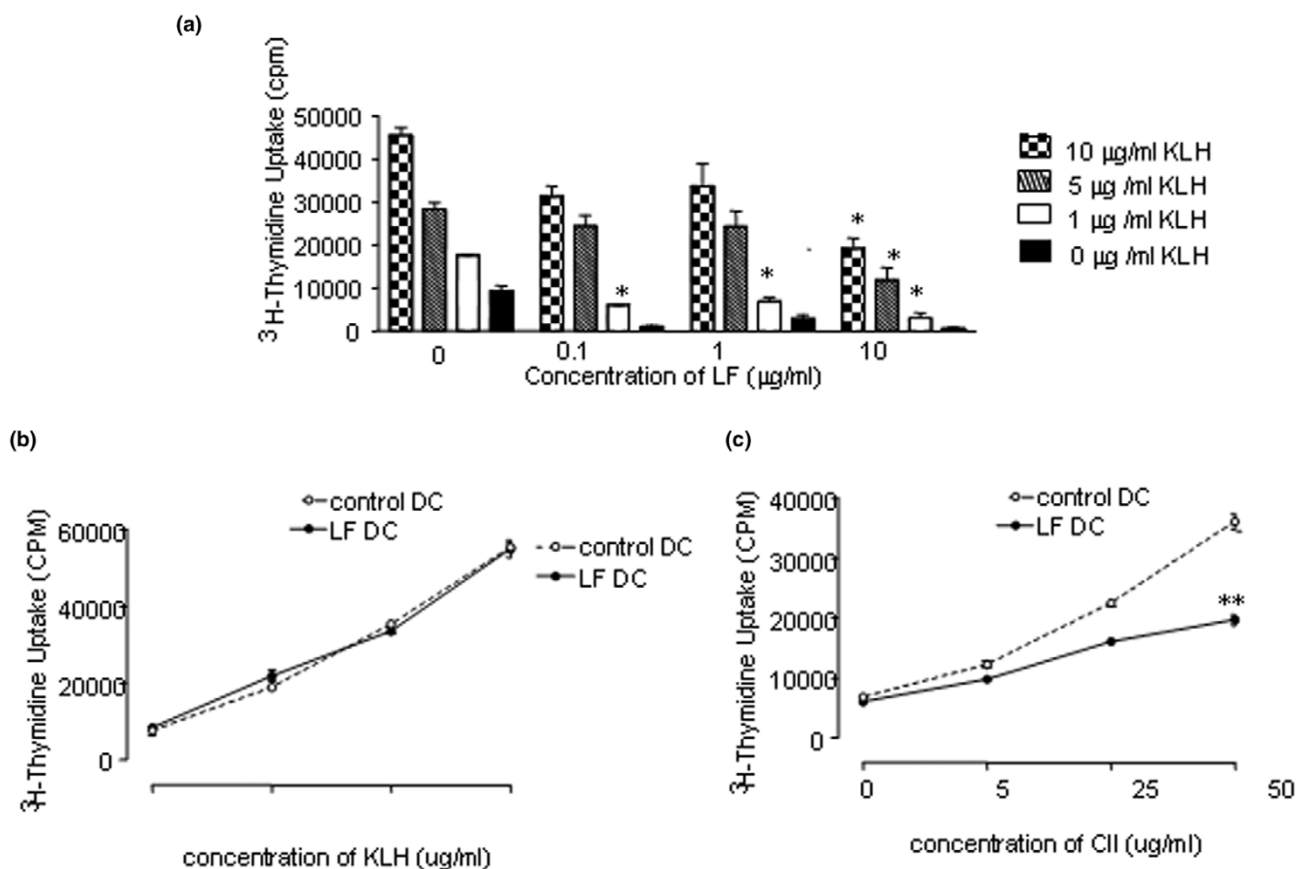 (a)
³H-Thymidine Uptake (cpm)
50000
40000
30000
20000
10000
0
*
*
*
*
*
0
0.1
1
10
Concentration of LF (µg/ml)
10 µg/ml KLH
5 µg /ml KLH
1 µg /ml KLH
0 µg /ml KLH
(b)
control DC
LF DC
control DC
LF DC
³H-Thymidine Uptake (CPM)
60000
40000
20000
0
concentration of KLH (ug/ml)
(c)
control DC
LF DC
³H-Thymidine Uptake (CPM)
40000
30000
20000
10000
0
**
0 5 25 50
concentration of CII (ug/ml)